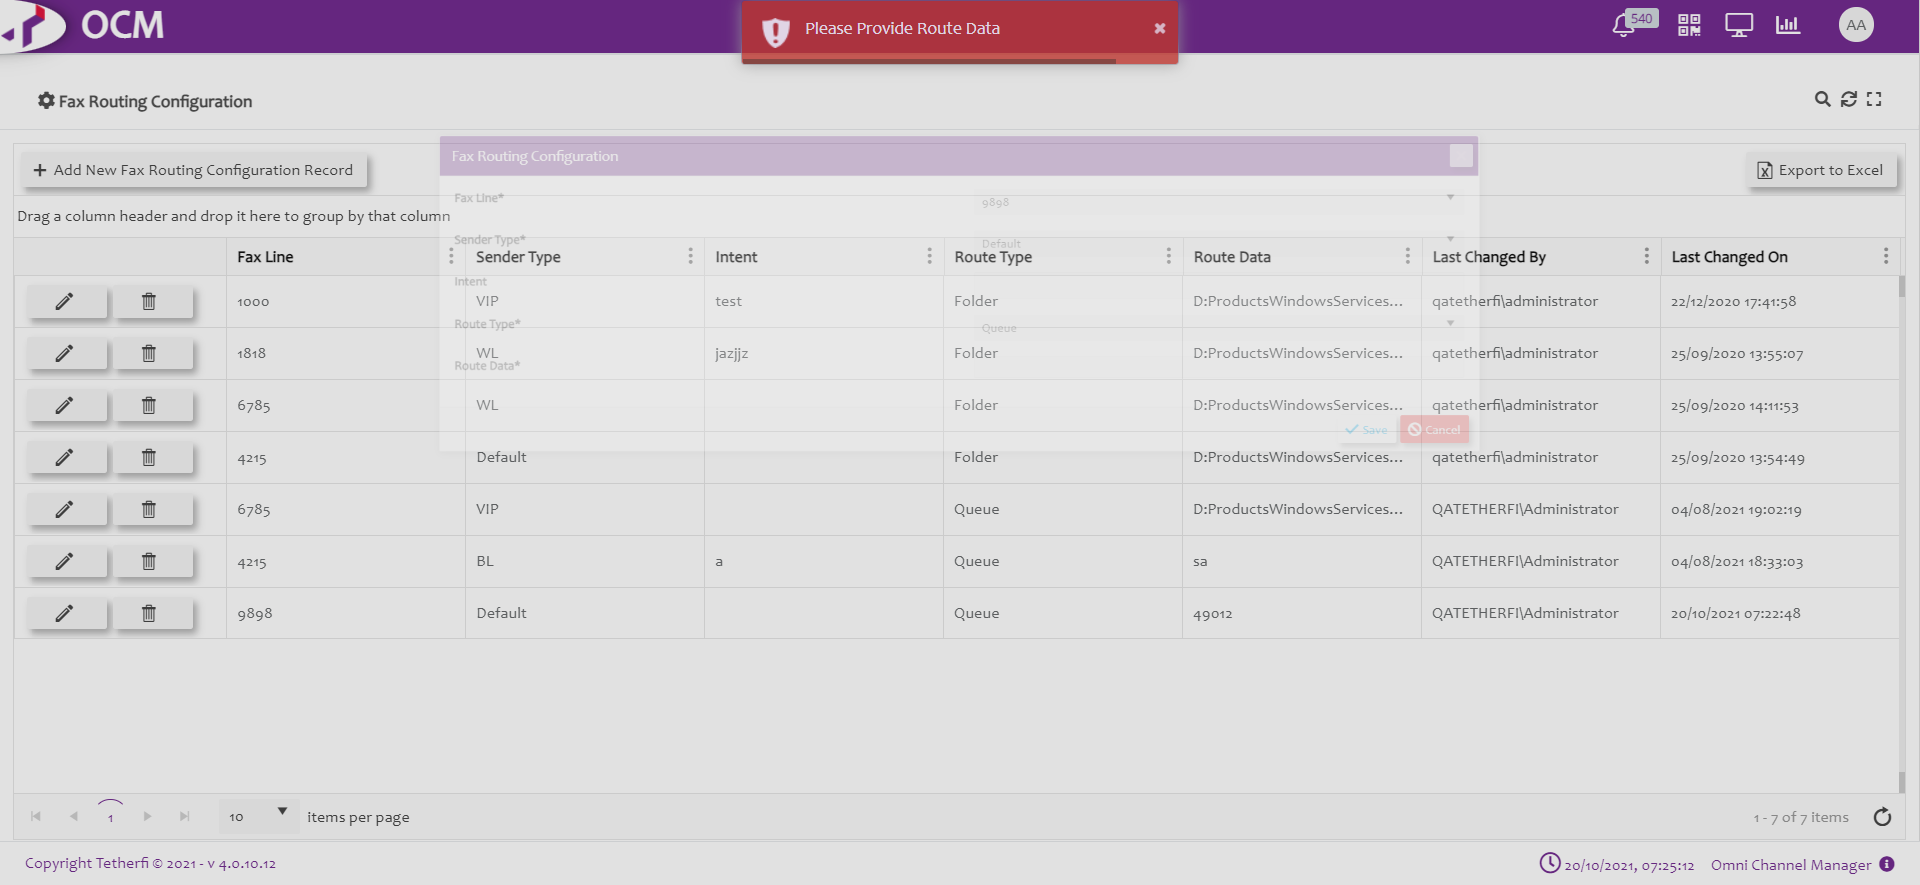 OCM
Please Provide Route Data
540
AA
Fax Routing Configuration
Add New Fax Routing Configuration Record
Export to Excel
Fax Routing Configuration
Fax Line*
9898
Sender Type*
Default
Intent
Route Type*
Queue
Route Data*
Save
Cancel
Drag a column header and drop it here to group by that column
Fax Line Sender Type Intent Route Type Route Data Last Changed By Last Changed On
1000 VIP test Folder D:ProductsWindowsServices... qatetherfi\administrator 22/12/2020 17:41:58
1818 WL jazjjz Folder D:ProductsWindowsServices... qatetherfi\administrator 25/09/2020 13:55:07
6785 WL Folder D:ProductsWindowsServices... qatetherfi\administrator 25/09/2020 14:11:53
4215 Default Folder D:ProductsWindowsServices... qatetherfi\administrator 25/09/2020 13:54:49
6785 VIP Queue D:ProductsWindowsServices... QATETHERFI\Administrator 04/08/2021 19:02:19
4215 BL a Queue sa QATETHERFI\Administrator 04/08/2021 18:33:03
9898 Default Queue 49012 QATETHERFI\Administrator 20/10/2021 07:22:48
1 10 items per page
1 - 7 of 7 items
Copyright Tetherfi © 2021 - v 4.0.10.12
20/10/2021, 07:25:12 Omni Channel Manager